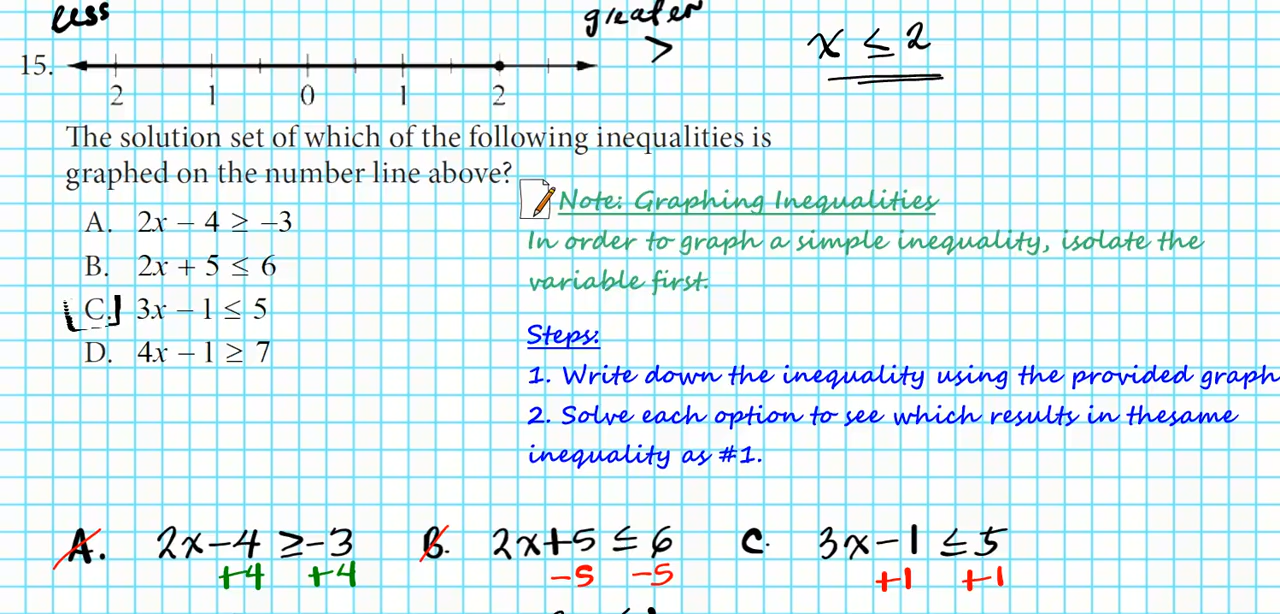 less
greater
>
x ≤ 2
15.
2 1 0 1 2
The solution set of which of the following inequalities is
graphed on the number line above?
A. 2x − 4 ≥ −3
B. 2x + 5 ≤ 6
C. 3x − 1 ≤ 5
D. 4x − 1 ≥ 7
Note: Graphing Inequalities
In order to graph a simple inequality, isolate the
variable first.
Steps:
1. Write down the inequality using the provided graph
2. Solve each option to see which results in thesame
inequality as #1.
A. 2x-4 ≥ -3 B. 2x+5 ≤ 6 C. 3x-1 ≤ 5
+4 +4 -5 -5 +1 +1